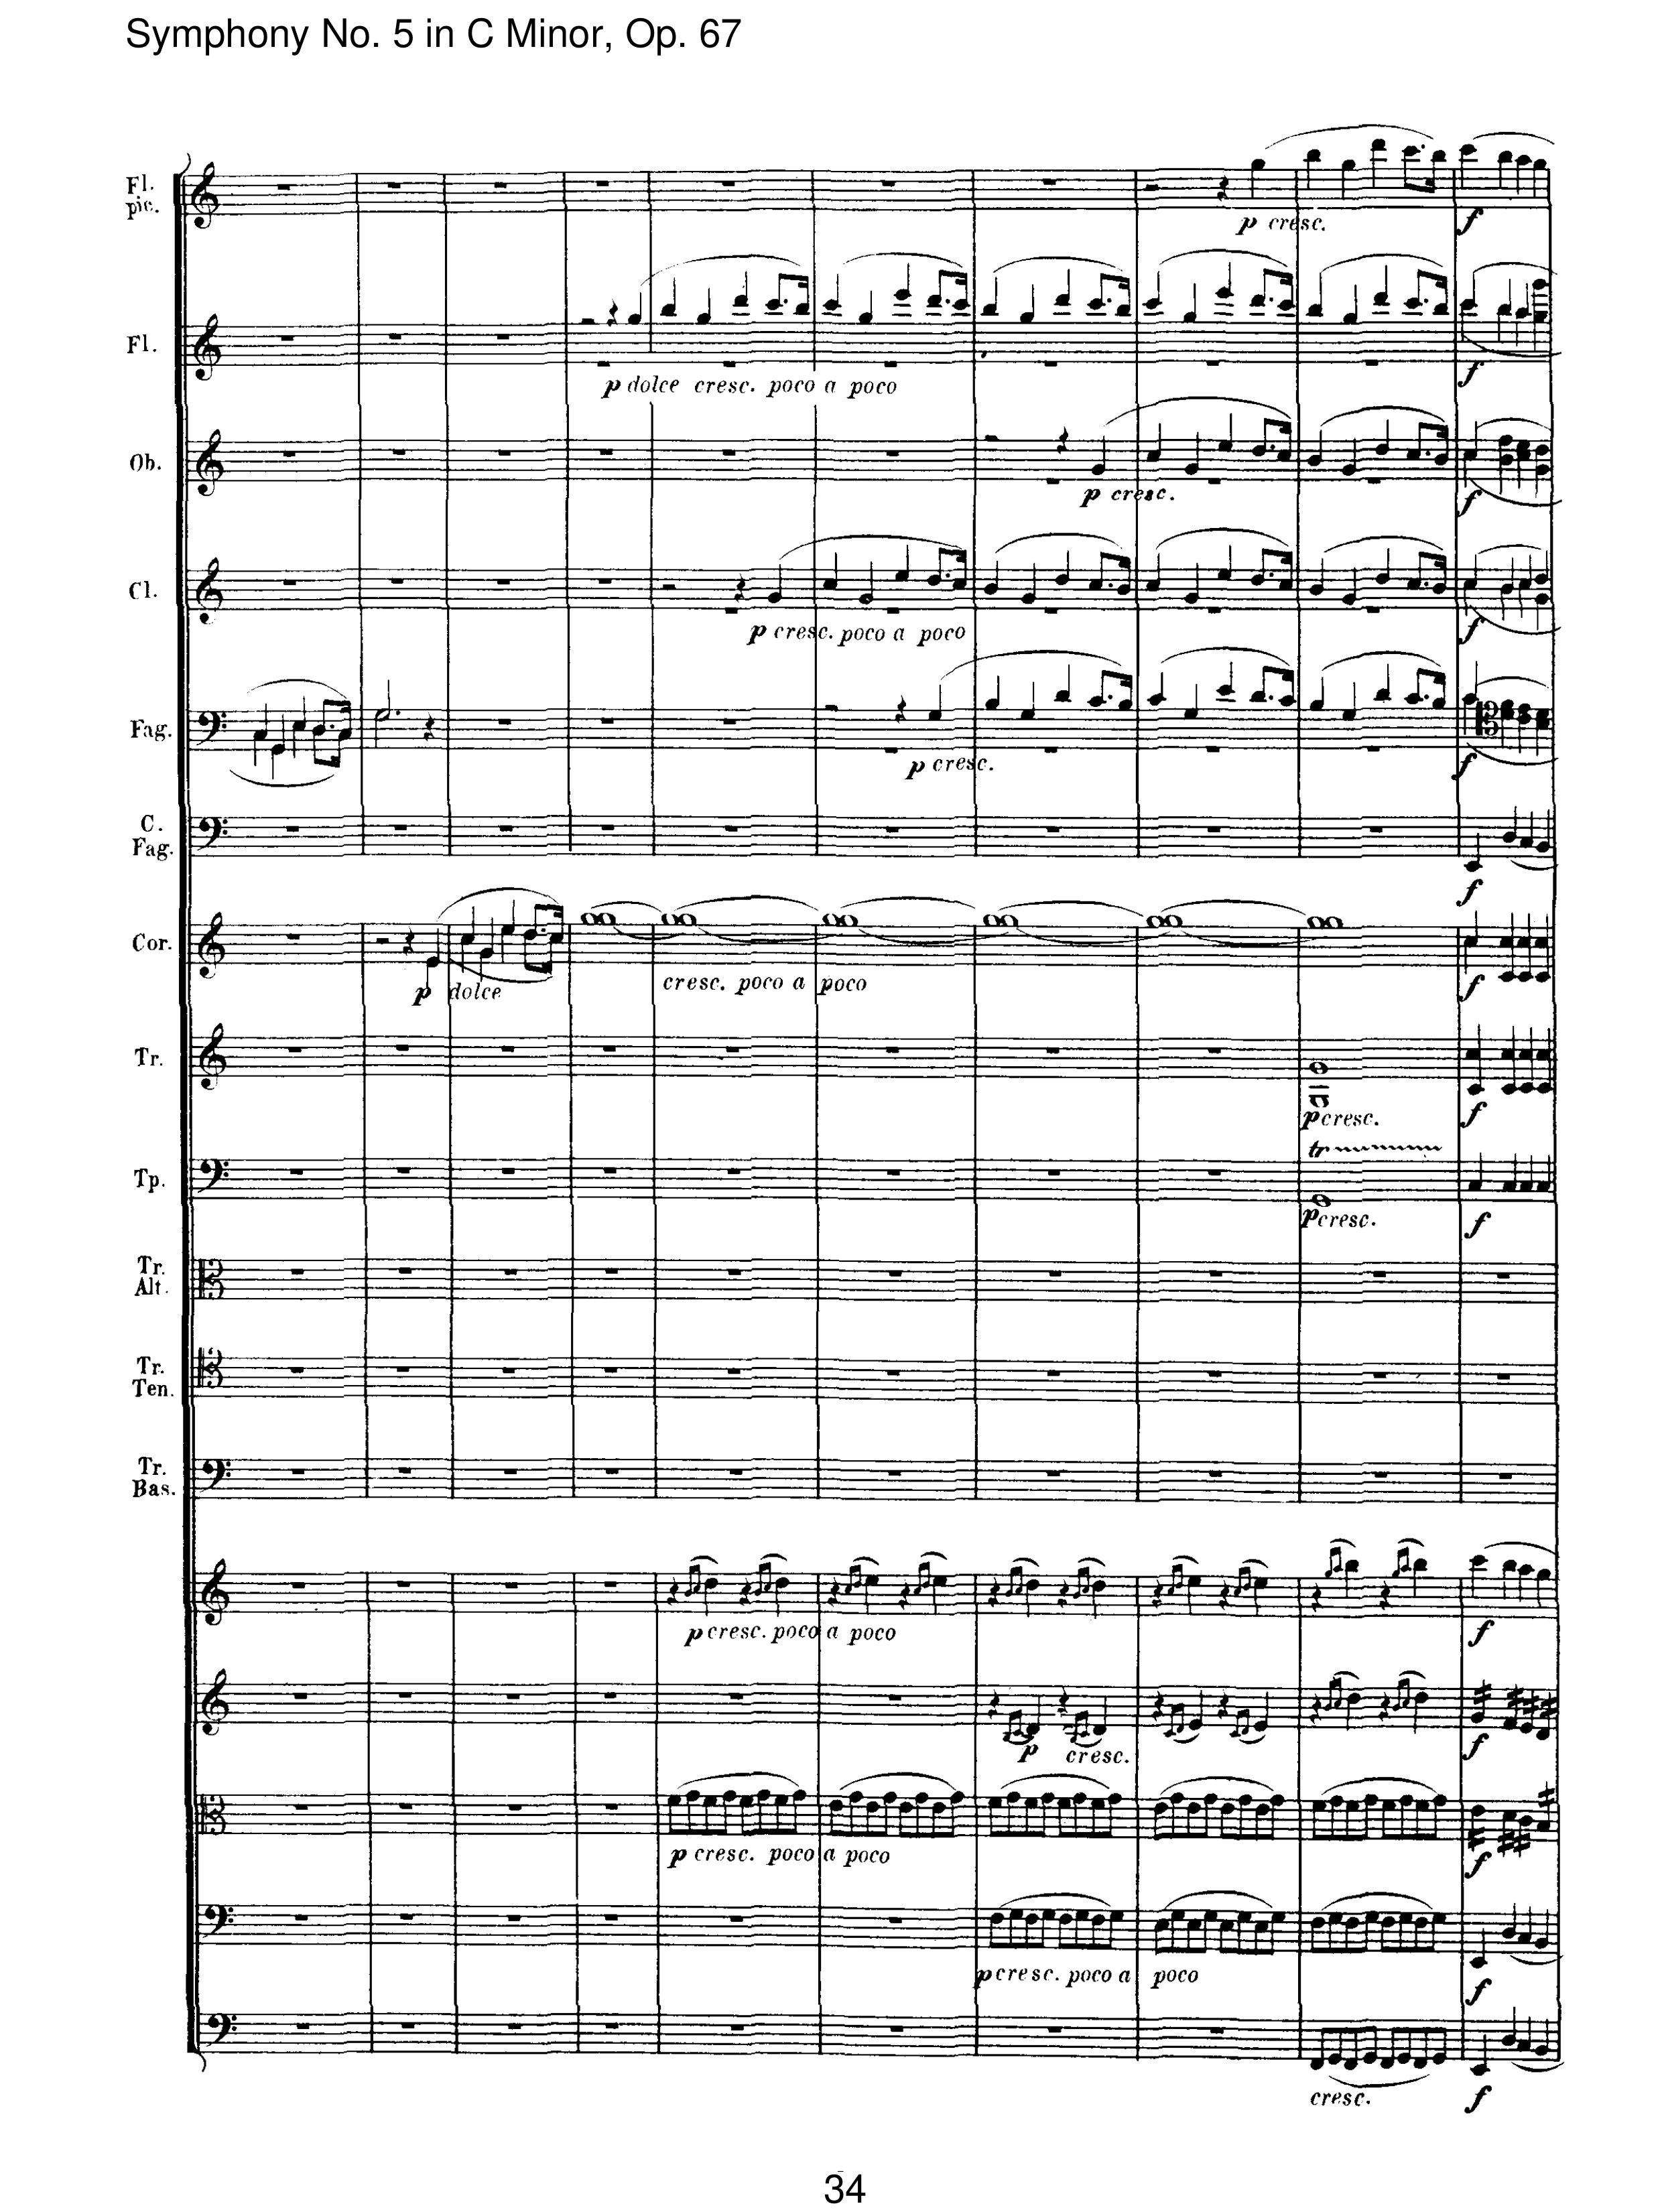 Symphony No. 5 in C Minor, Op. 67
Fl.
pic.
p cresc.
f
Fl.
p dolce cresc. poco a poco
f
Ob.
p cresc.
f
Cl.
p cresc. poco a poco
f
Fag.
p cresc.
f
C.
Fag.
f
Cor.
p dolce
cresc. poco a poco
f
Tr.
p cresc.
f
tr
Tp.
p cresc.
f
Tr.
Alt.
Tr.
Ten.
Tr.
Bas.
p cresc. poco a poco
f
p cresc.
f
p cresc. poco a poco
f
p cresc. poco a poco
f
cresc.
f
34